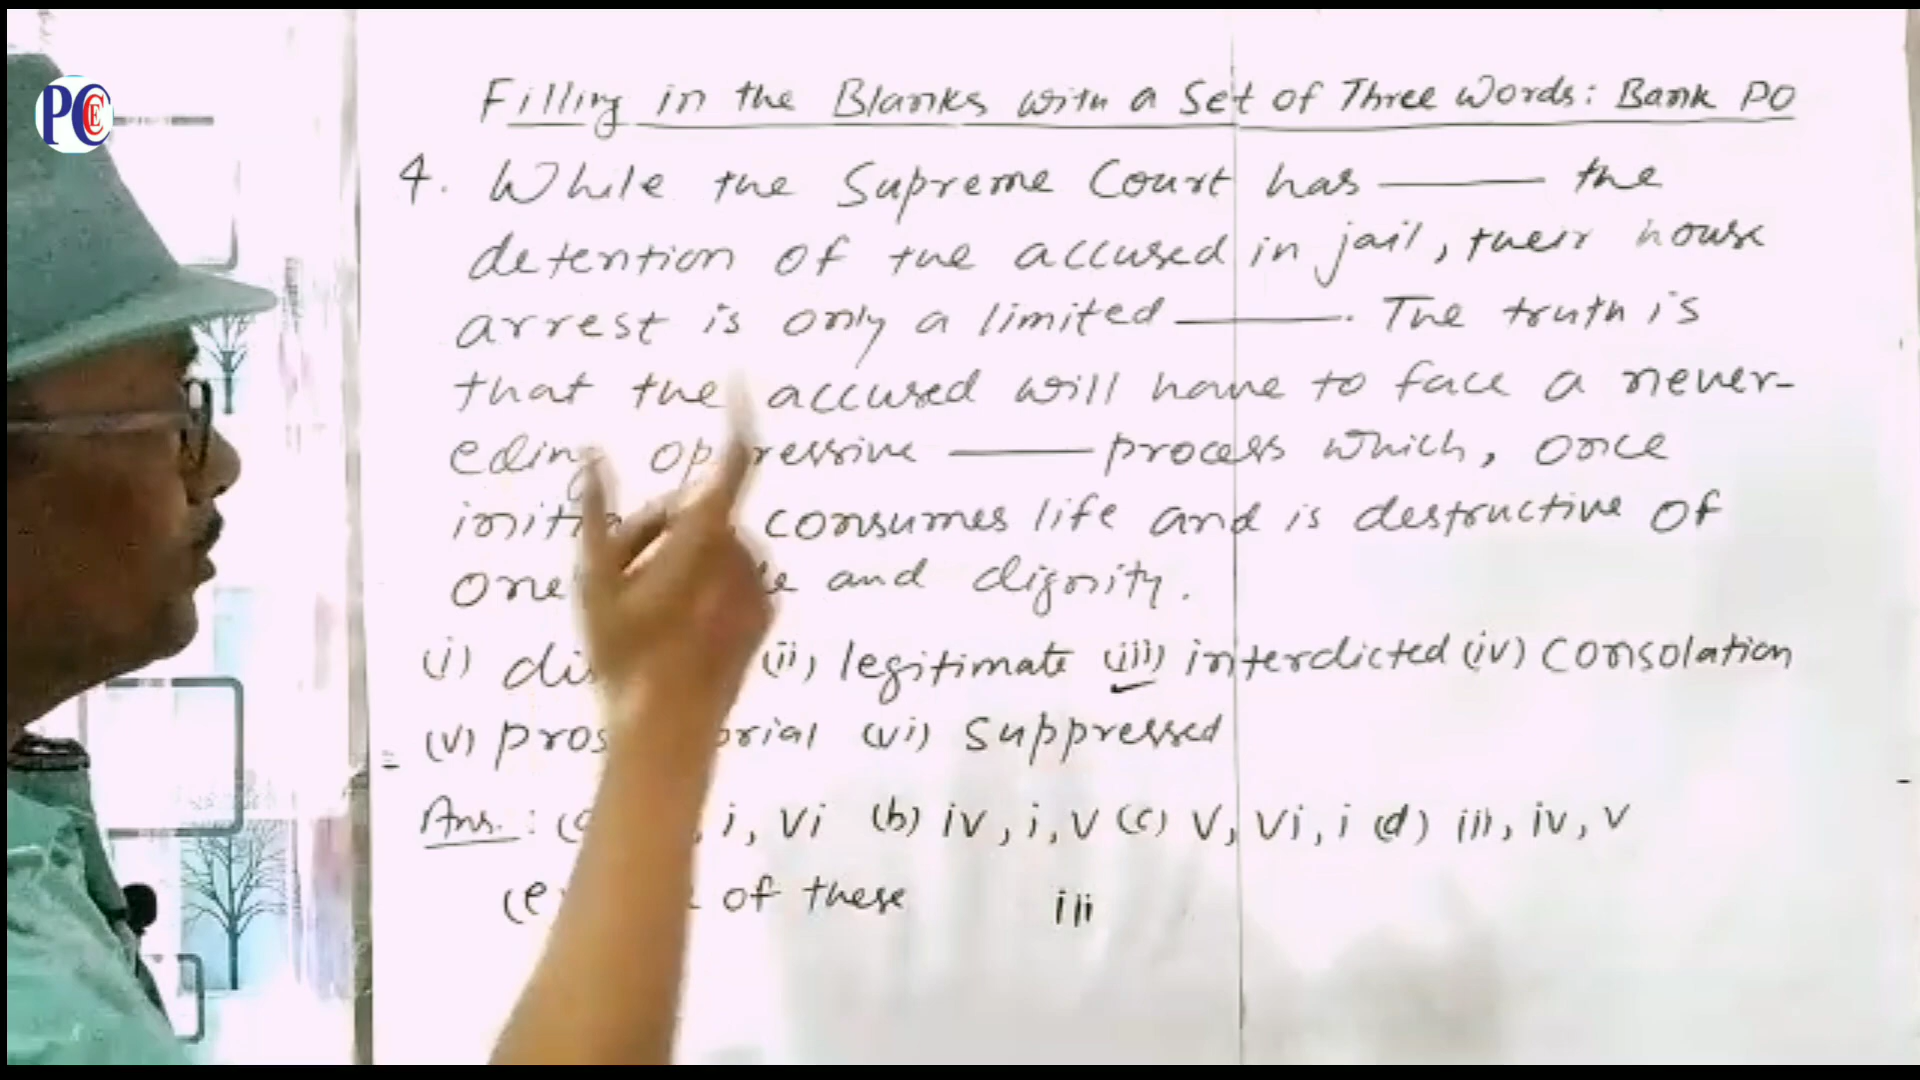 PCEC
Filling in the Blanks with a Set of Three Words: Bank PO
4. While the Supreme Court has ——— the
detention of the accused in jail, their house
arrest is only a limited ———. The truth is
that the accused will have to face a never-
eding oppressive ——— process which, once
consumes life and is destructive of
and dignity.
(i) (ii) legitimate (iii) interdicted (iv) consolation
(v) (vi) suppressed
Ans. : i, vi (b) iv, i, v (c) v, vi, i (d) iii, iv, v
(e of these iii